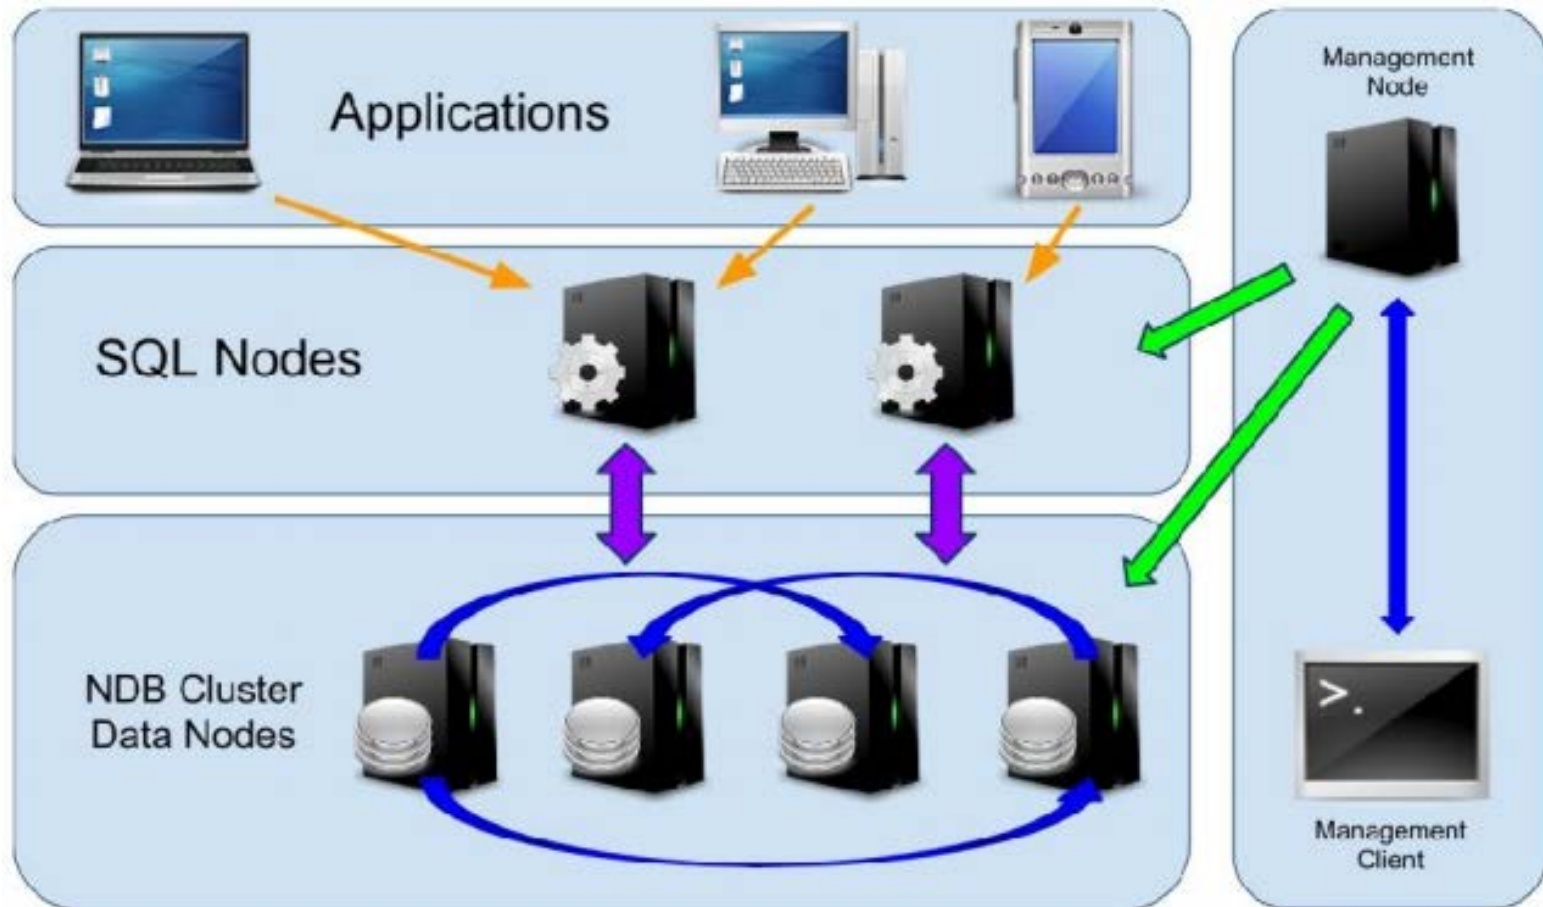 Applications
Management
Node
SQL Nodes
NDB Cluster
Data Nodes
>.
Management
Client